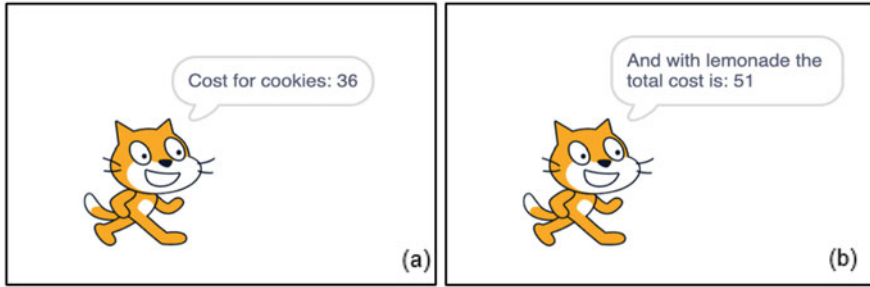 Cost for cookies: 36
(a)
And with lemonade the
total cost is: 51
(b)